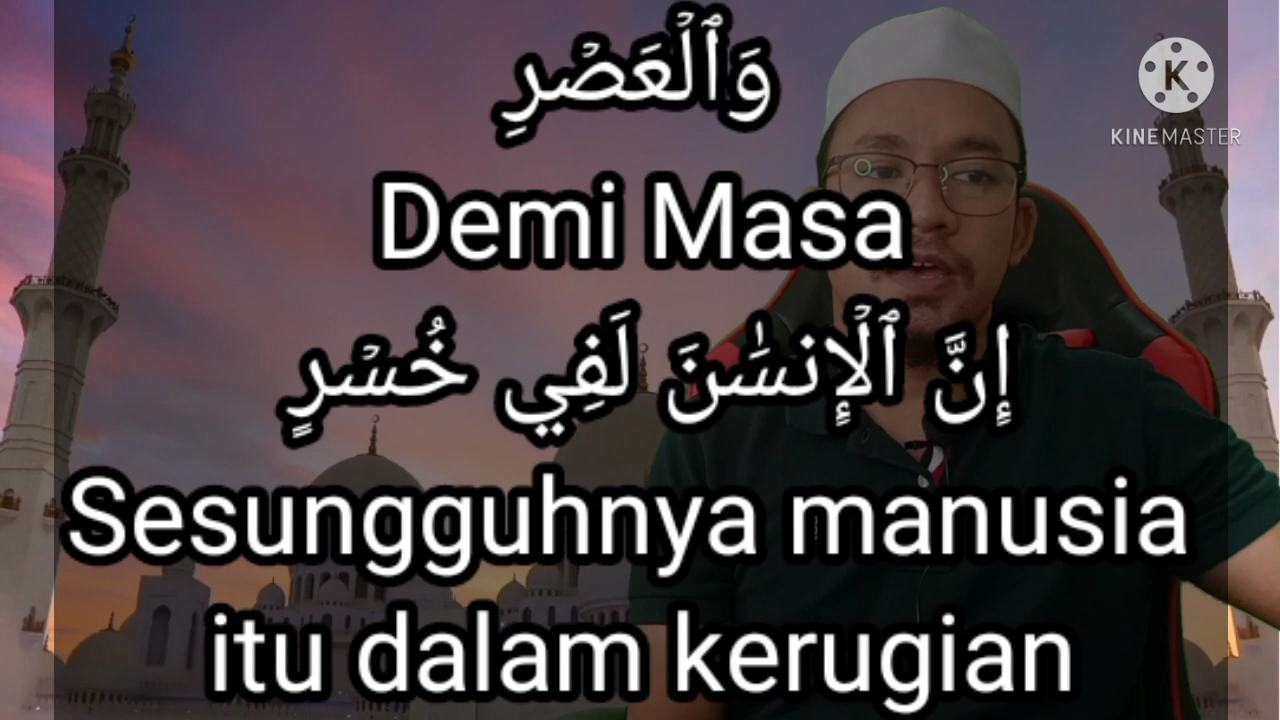 وَٱلْعَصْرِ
Demi Masa
إِنَّ ٱلْإِنسَٰنَ لَفِي خُسْرٍ
Sesungguhnya manusia
itu dalam kerugian
K
KINEMASTER